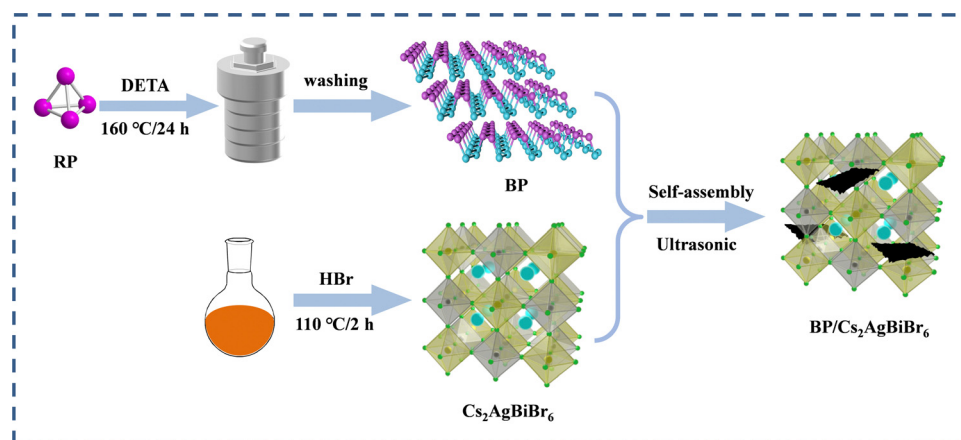 DETA
160 °C/24 h
RP
washing
BP
HBr
110 °C/2 h
Cs₂AgBiBr₆
Self-assembly
Ultrasonic
BP/Cs₂AgBiBr₆